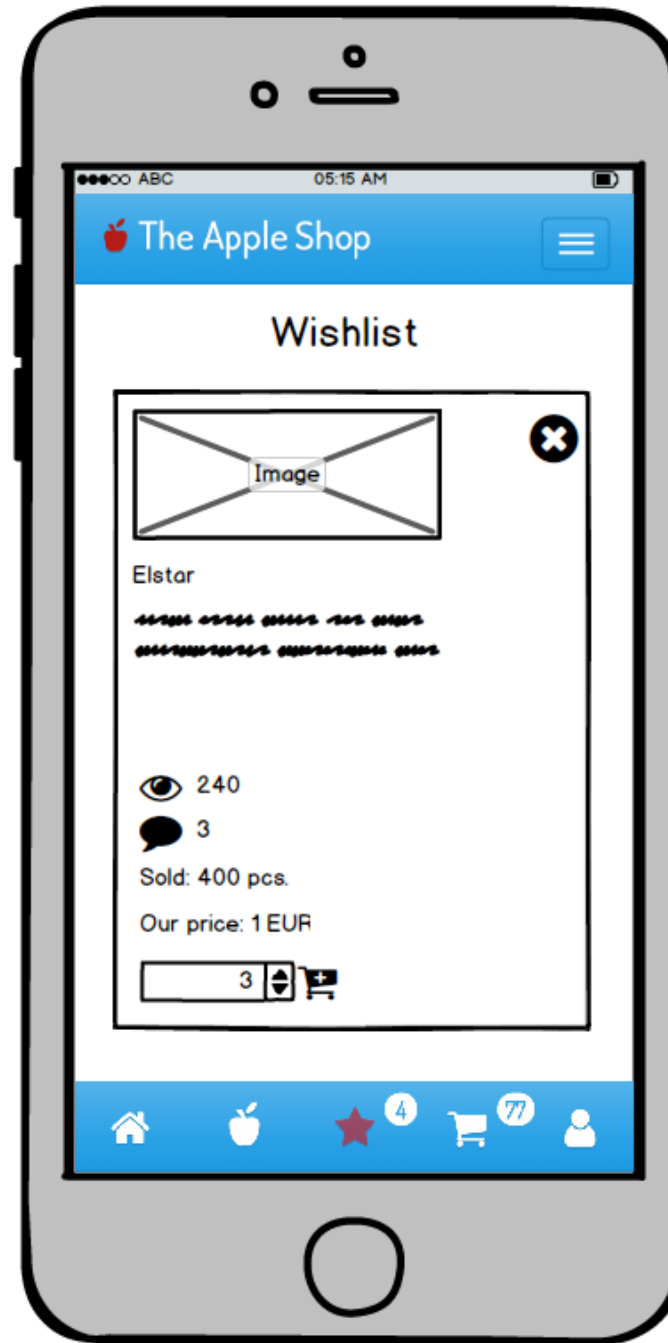 ABC 05:15 AM
The Apple Shop
Wishlist
Image
Elstar
240
3
Sold: 400 pcs.
Our price: 1 EUR
3
4 77